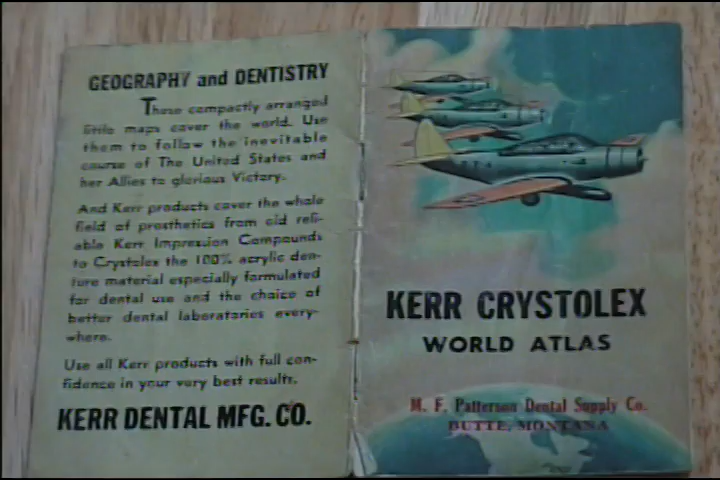 GEOGRAPHY and DENTISTRY
These compactly arranged
little maps cover the world. Use
them to follow the inevitable
course of The United States and
her Allies to glorious Victory.
And Kerr products cover the whole
field of prosthetics from old reli-
able Kerr Impression Compounds
to Crystolex the 100% acrylic den-
ture material especially formulated
for dental use and the choice of
better dental laboratories every-
where.
Use all Kerr products with full con-
fidence in your very best results.
KERR DENTAL MFG. CO.
KERR CRYSTOLEX
WORLD ATLAS
M. F. Patterson Dental Supply Co.
BUTTE, MONTANA